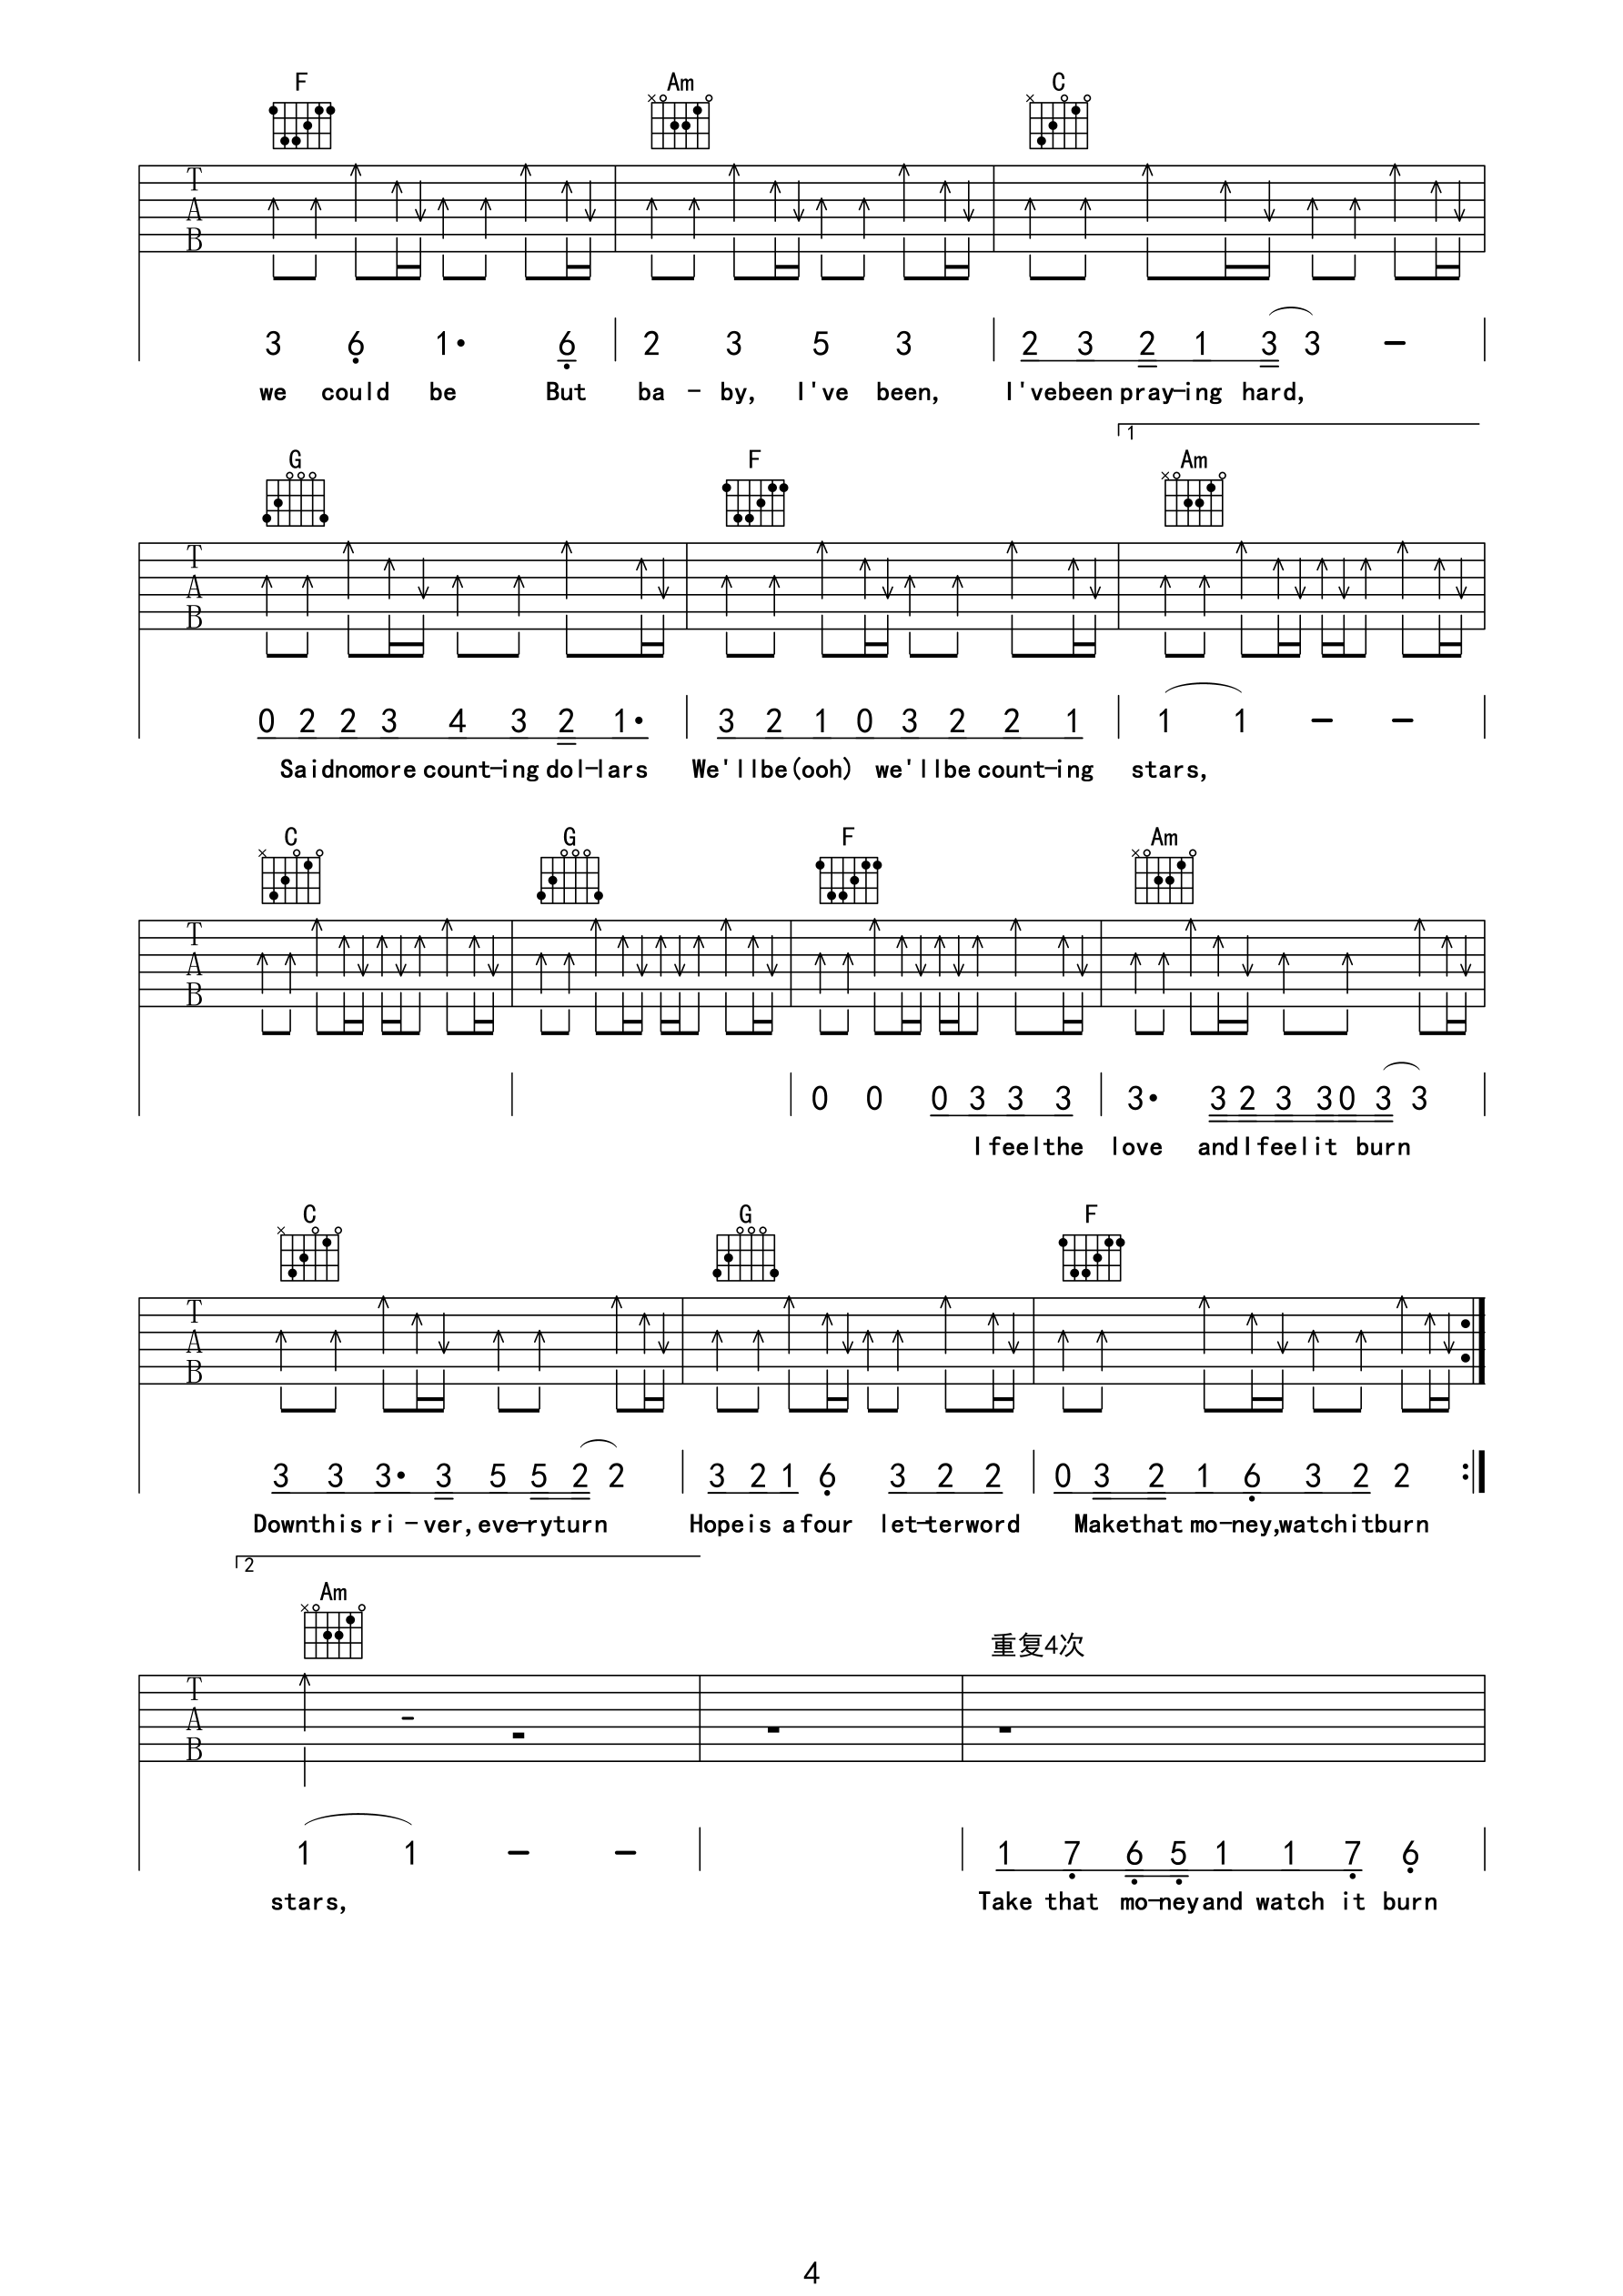 F Am C
T
A
B
3 6 1· 6 2 3 5 3 2 3 2 1 3 3 -
we could be But ba - by, I've been, I'vebeen pray-ing hard,
1
G F Am
T
A
B
0 2 2 3 4 3 2 1· 3 2 1 0 3 2 2 1 1 1 - -
Saidnomore count-ing dol-lars We'llbe(ooh) we'llbe count-ing stars,
C G F Am
T
A
B
0 0 0 3 3 3 3· 3 2 3 3 0 3 3
Ifeelthe love andIfeelit burn
C G F
T
A
B
3 3 3· 3 5 5 2 2 3 2 1 6 3 2 2 0 3 2 1 6 3 2 2
Downthis ri - ver, eve-ryturn Hopeis afour let-terword Makethat mo-ney,watchitburn
2
Am
重复4次
T
A
B
1 1 - - 1 7 6 5 1 1 7 6
stars, Take that mo-neyand watch it burn
4